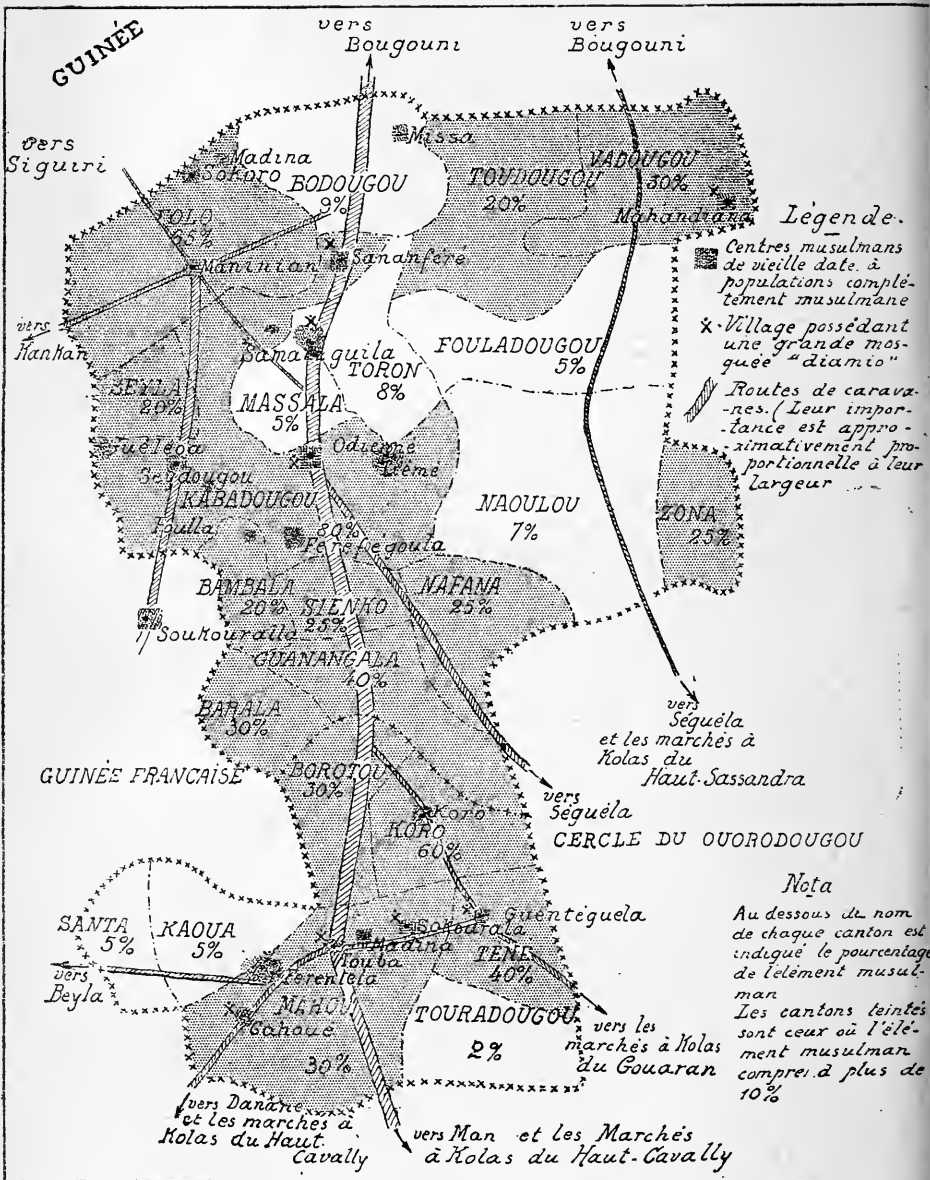 GUINÉE
vers
Bougouni
vers
Bougouni
vers
Siguiri
Missa
Madina
Sokoro
BODOUGOU
9%
TOUDOUGOU
20%
VADOUGOU
30%
Mahandiana
FOLO
65%
Manintian
Sananféré
vers
Kankan
Samatiguila
TORON
8%
FOULADOUGOU
5%
BEYLA
20%
MASSALA
5%
Odienné
Tiémé
Guéléga
Seydougou
KABADOUGOU
80%
Foulla
NAOULOU
7%
ZONA
25%
BAMBALA
20%
SIENKO
25%
NAFANA
25%
Soukouralla
GUANANGALA
40%
BARALA
30%
vers
Séguéla
et les marchés à
Kolas du
Haut-Sassandra
GUINÉE FRANÇAISE
BOROTOU
30%
vers
Séguéla
Koro
KORO
60%
CERCLE DU OUORODOUGOU
SANTA
5%
KAOUA
5%
Sokourala
Guentéguela
Madina
Touba
TENE
40%
vers
Beyla
Ferentela
MAHOU
30%
Gahoue
TOURADOUGOU
2%
vers les
marchés à Kolas
du Gouaran
vers Danané
et les marchés à
Kolas du Haut
Cavally
vers Man et les Marchés
à Kolas du Haut-Cavally
Légende.
Centres musulmans
de vieille date à
populations complé-
tement musulmane
Village possédant
une grande mos-
quée "diamio"
Routes de carava-
-nes. (Leur impor-
-tance est appro-
-ximativement pro-
portionnelle à leur
largeur
Nota
Au dessous du nom
de chaque canton est
indiqué le pourcentage
de l'élément musul-
man
Les cantons teintés
sont ceux où l'élé-
ment musulman
comprend plus de
10%